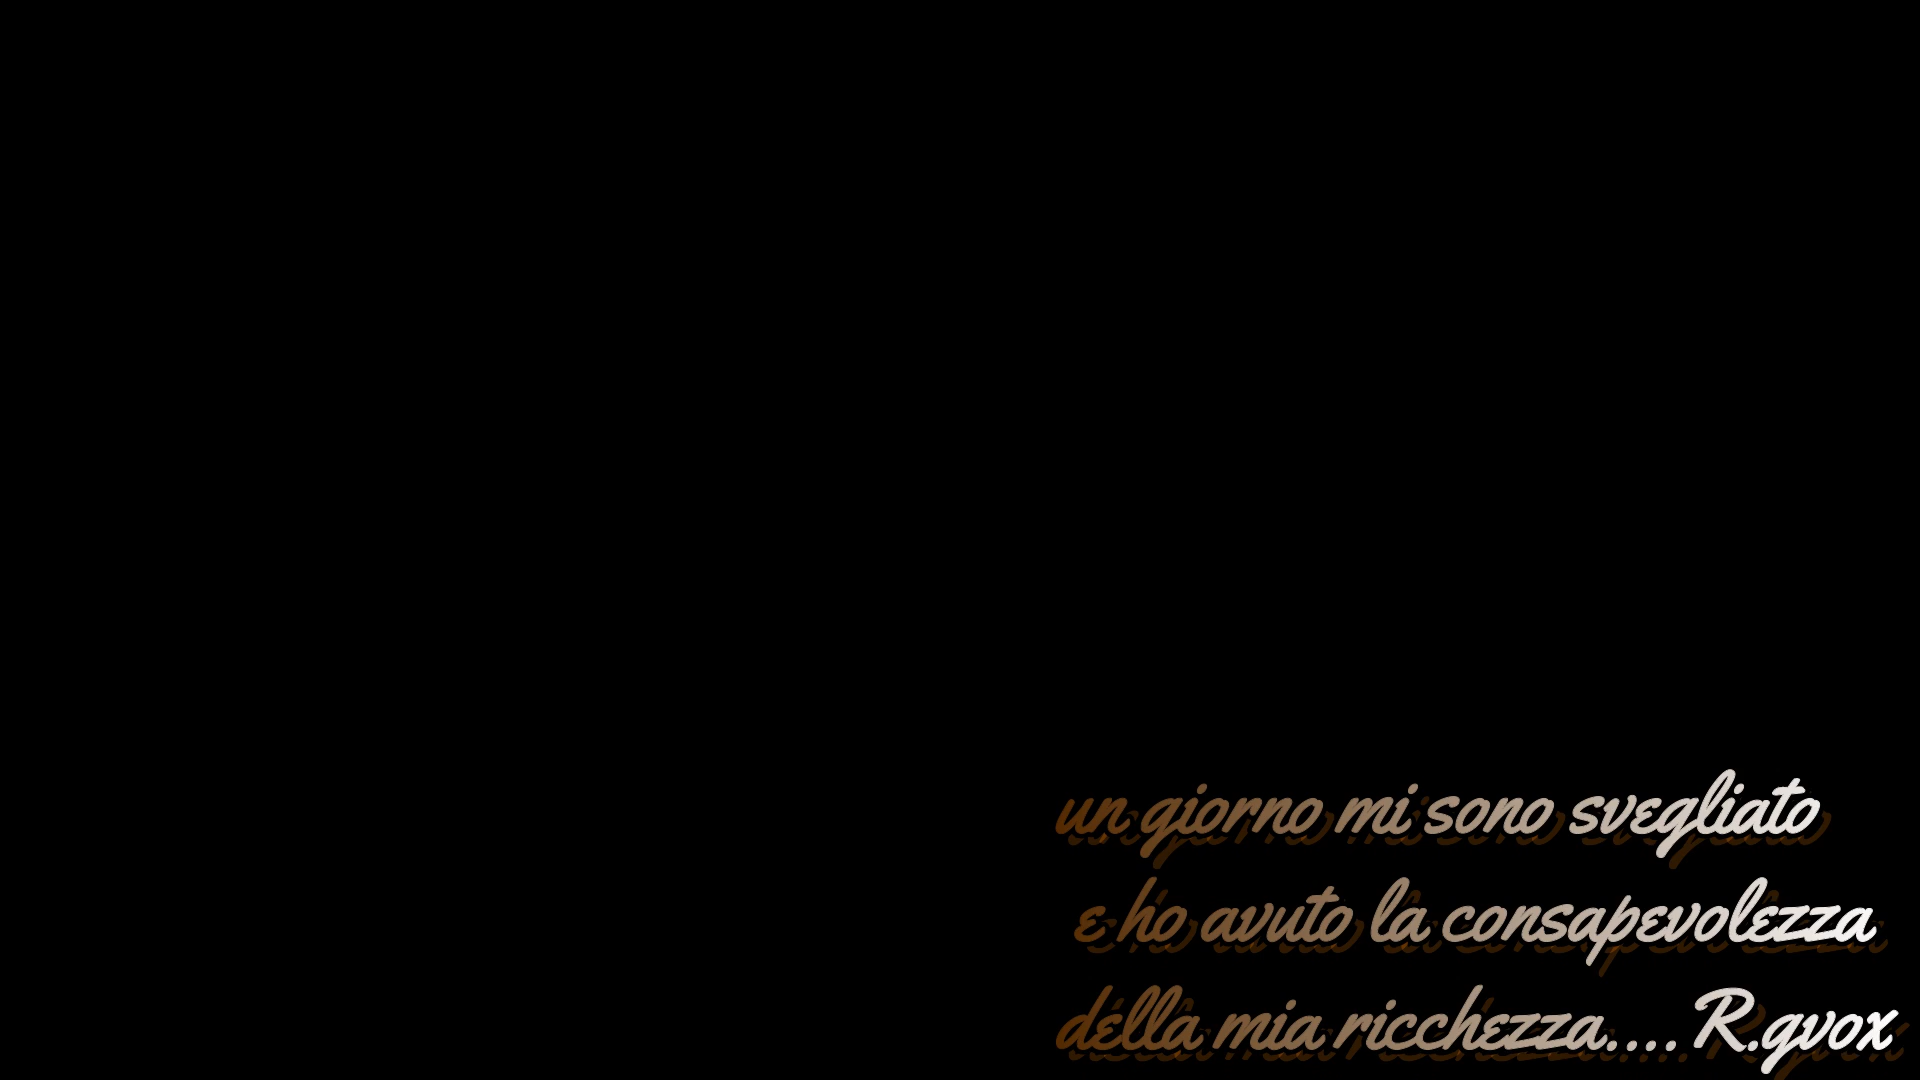 un giorno mi sono svegliato
e ho avuto la consapevolezza
della mia ricchezza.... R.gvox